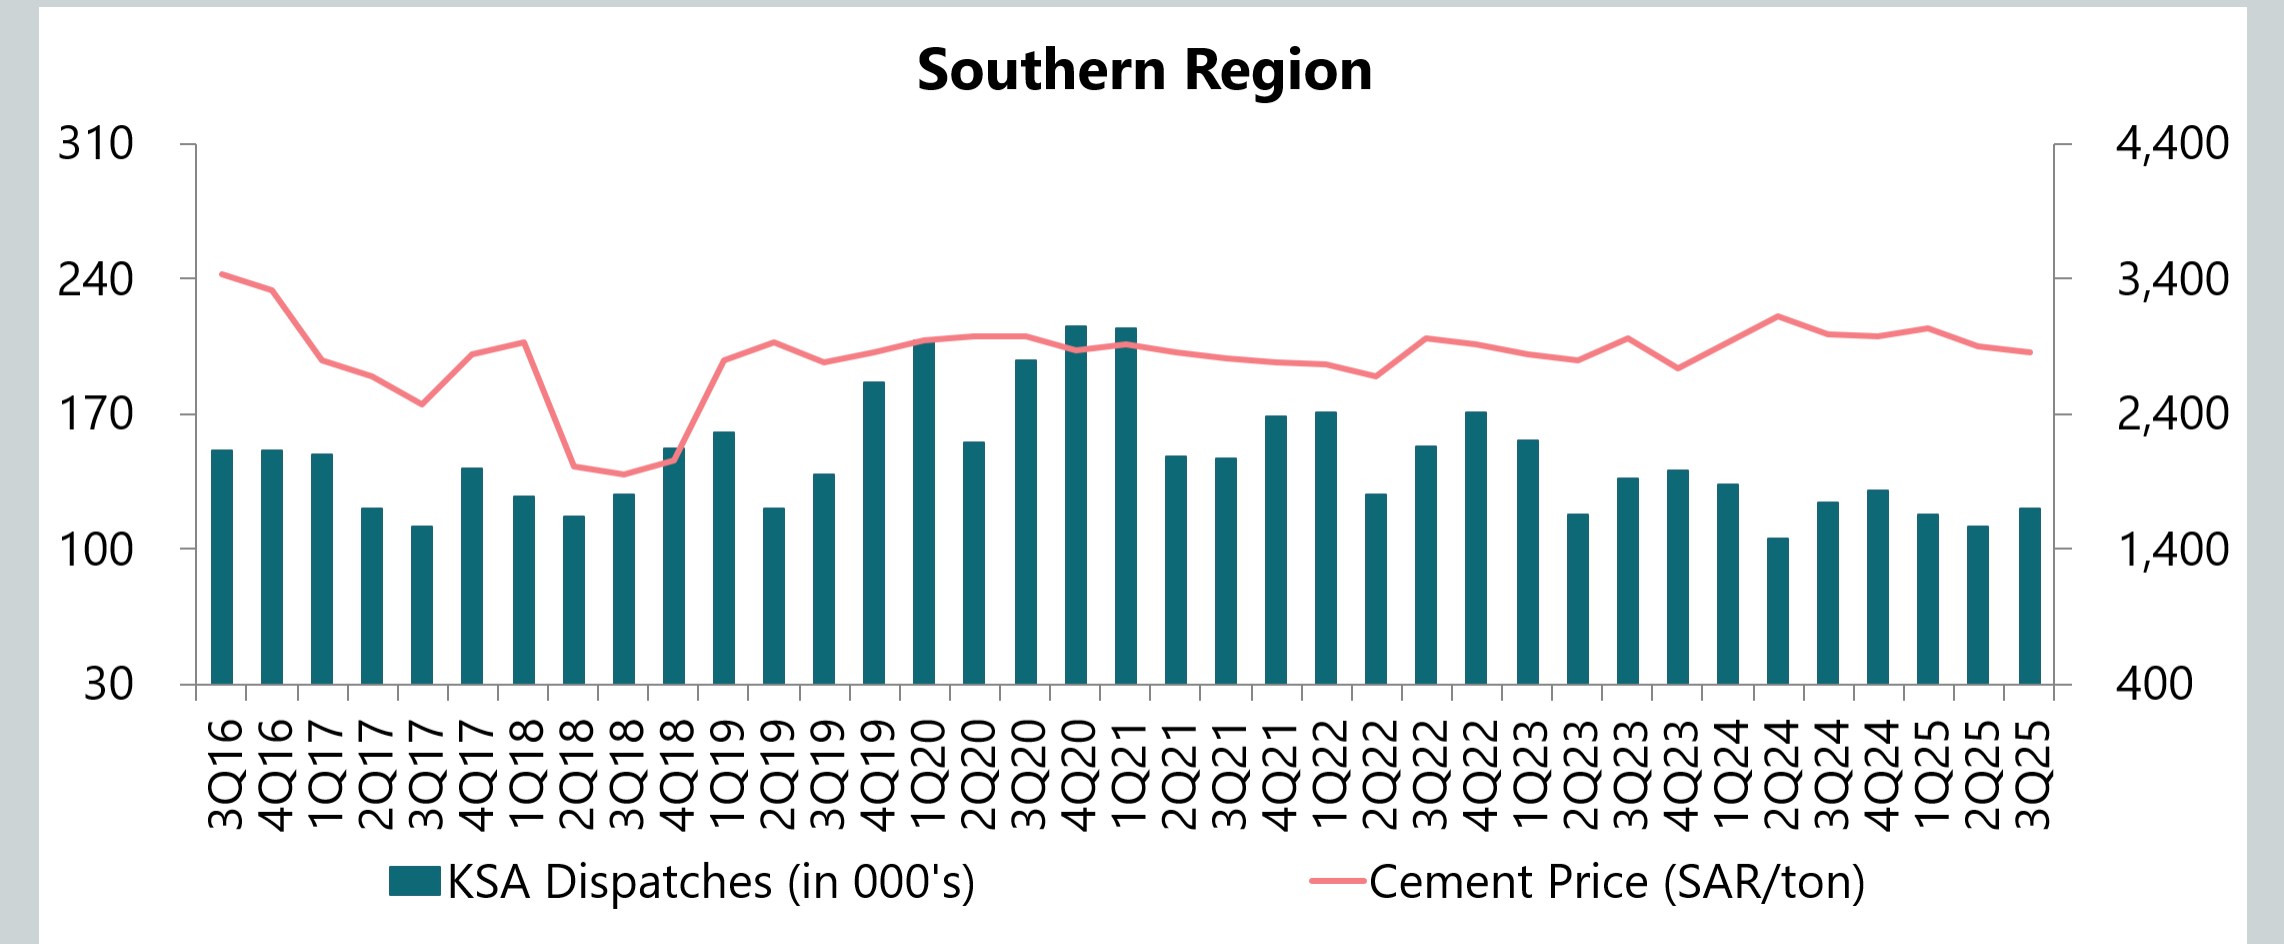 Southern Region
310
240
170
100
30
4,400
3,400
2,400
1,400
400
3Q16
4Q16
1Q17
2Q17
3Q17
4Q17
1Q18
2Q18
3Q18
4Q18
1Q19
2Q19
3Q19
4Q19
1Q20
2Q20
3Q20
4Q20
1Q21
2Q21
3Q21
4Q21
1Q22
2Q22
3Q22
4Q22
1Q23
2Q23
3Q23
4Q23
1Q24
2Q24
3Q24
4Q24
1Q25
2Q25
3Q25
KSA Dispatches (in 000's)
Cement Price (SAR/ton)